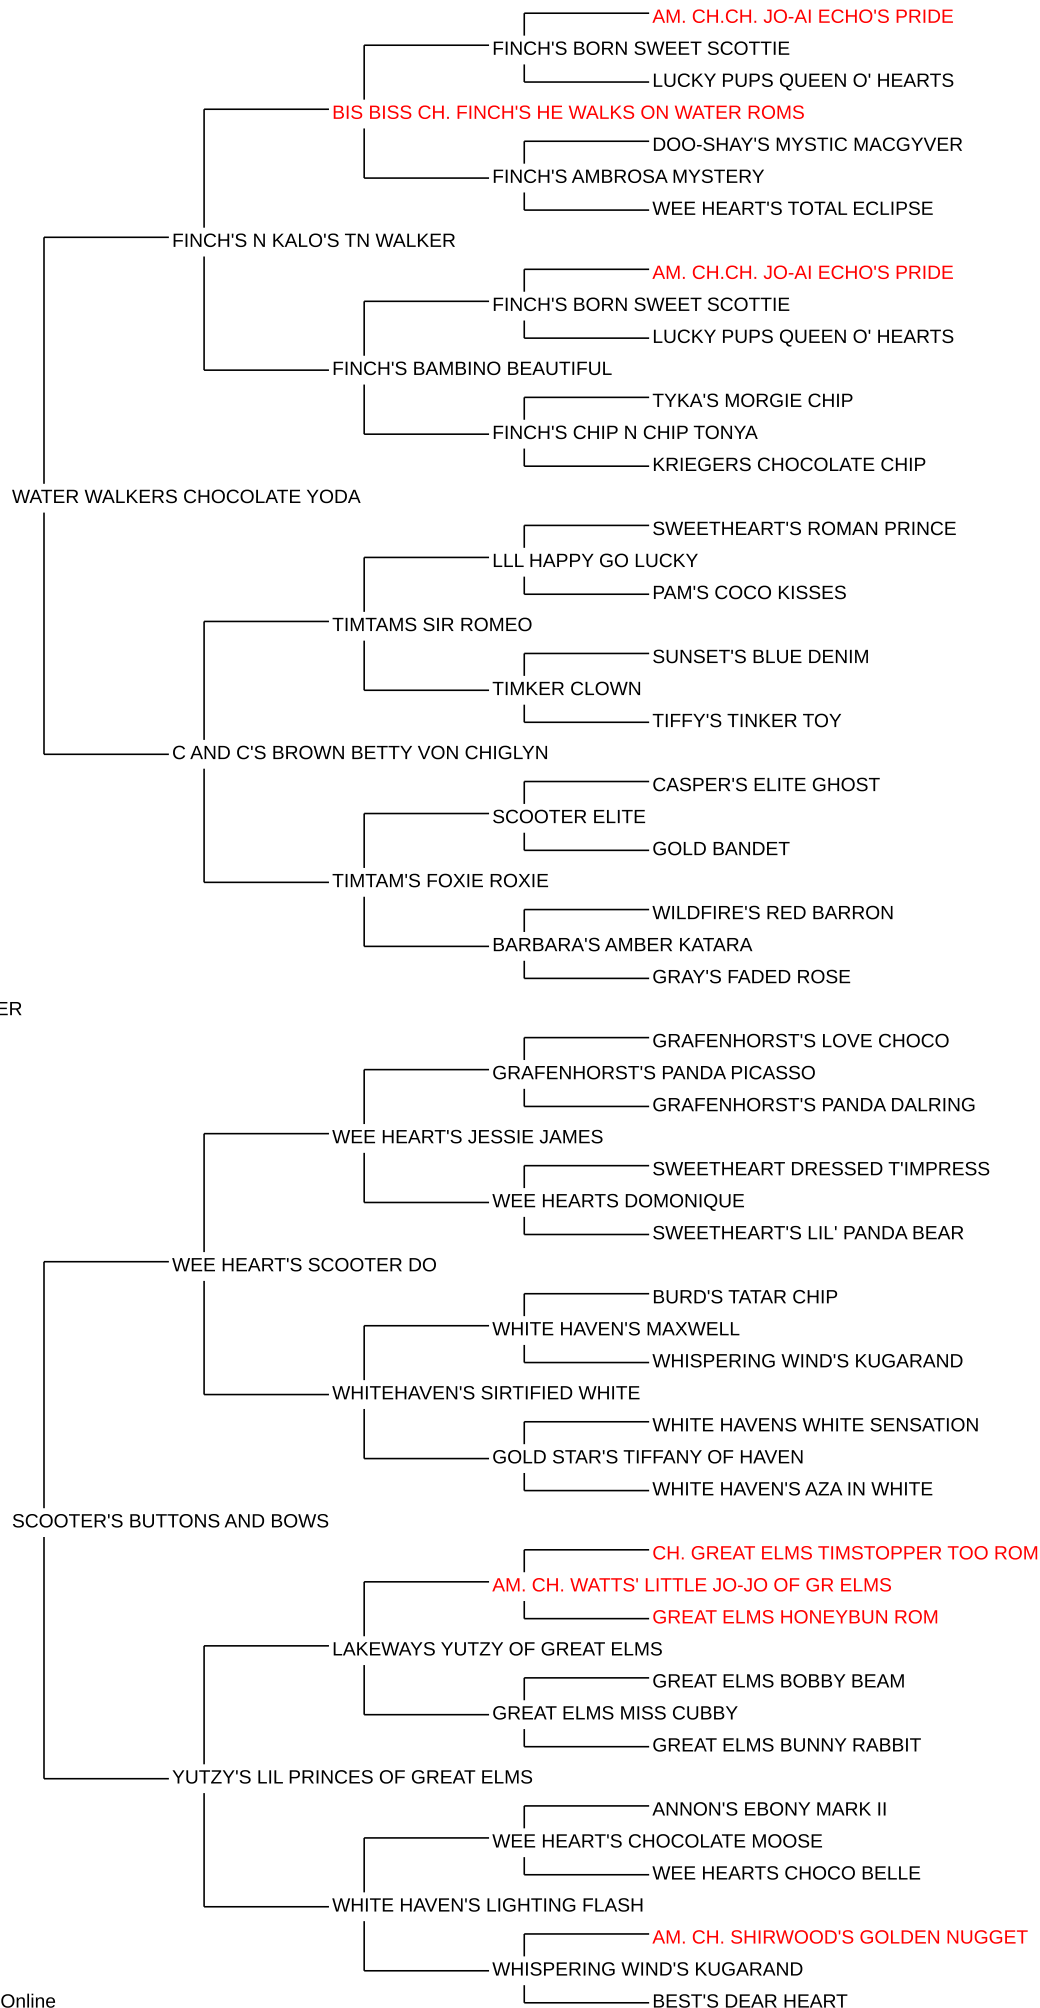 AM. CH.CH. JO-AI ECHO'S PRIDE
FINCH'S BORN SWEET SCOTTIE
LUCKY PUPS QUEEN O' HEARTS
BIS BISS CH. FINCH'S HE WALKS ON WATER ROMS
DOO-SHAY'S MYSTIC MACGYVER
FINCH'S AMBROSA MYSTERY
WEE HEART'S TOTAL ECLIPSE
FINCH'S N KALO'S TN WALKER
AM. CH.CH. JO-AI ECHO'S PRIDE
FINCH'S BORN SWEET SCOTTIE
LUCKY PUPS QUEEN O' HEARTS
FINCH'S BAMBINO BEAUTIFUL
TYKA'S MORGIE CHIP
FINCH'S CHIP N CHIP TONYA
KRIEGERS CHOCOLATE CHIP
WATER WALKERS CHOCOLATE YODA
SWEETHEART'S ROMAN PRINCE
LLL HAPPY GO LUCKY
PAM'S COCO KISSES
TIMTAMS SIR ROMEO
SUNSET'S BLUE DENIM
TIMKER CLOWN
TIFFY'S TINKER TOY
C AND C'S BROWN BETTY VON CHIGLYN
CASPER'S ELITE GHOST
SCOOTER ELITE
GOLD BANDET
TIMTAM'S FOXIE ROXIE
WILDFIRE'S RED BARRON
BARBARA'S AMBER KATARA
GRAY'S FADED ROSE
ER
GRAFENHORST'S LOVE CHOCO
GRAFENHORST'S PANDA PICASSO
GRAFENHORST'S PANDA DALRING
WEE HEART'S JESSIE JAMES
SWEETHEART DRESSED T'IMPRESS
WEE HEARTS DOMONIQUE
SWEETHEART'S LIL' PANDA BEAR
WEE HEART'S SCOOTER DO
BURD'S TATAR CHIP
WHITE HAVEN'S MAXWELL
WHISPERING WIND'S KUGARAND
WHITEHAVEN'S SIRTIFIED WHITE
WHITE HAVENS WHITE SENSATION
GOLD STAR'S TIFFANY OF HAVEN
WHITE HAVEN'S AZA IN WHITE
SCOOTER'S BUTTONS AND BOWS
CH. GREAT ELMS TIMSTOPPER TOO ROM
AM. CH. WATTS' LITTLE JO-JO OF GR ELMS
GREAT ELMS HONEYBUN ROM
LAKEWAYS YUTZY OF GREAT ELMS
GREAT ELMS BOBBY BEAM
GREAT ELMS MISS CUBBY
GREAT ELMS BUNNY RABBIT
YUTZY'S LIL PRINCES OF GREAT ELMS
ANNON'S EBONY MARK II
WEE HEART'S CHOCOLATE MOOSE
WEE HEARTS CHOCO BELLE
WHITE HAVEN'S LIGHTING FLASH
AM. CH. SHIRWOOD'S GOLDEN NUGGET
WHISPERING WIND'S KUGARAND
Online
BEST'S DEAR HEART